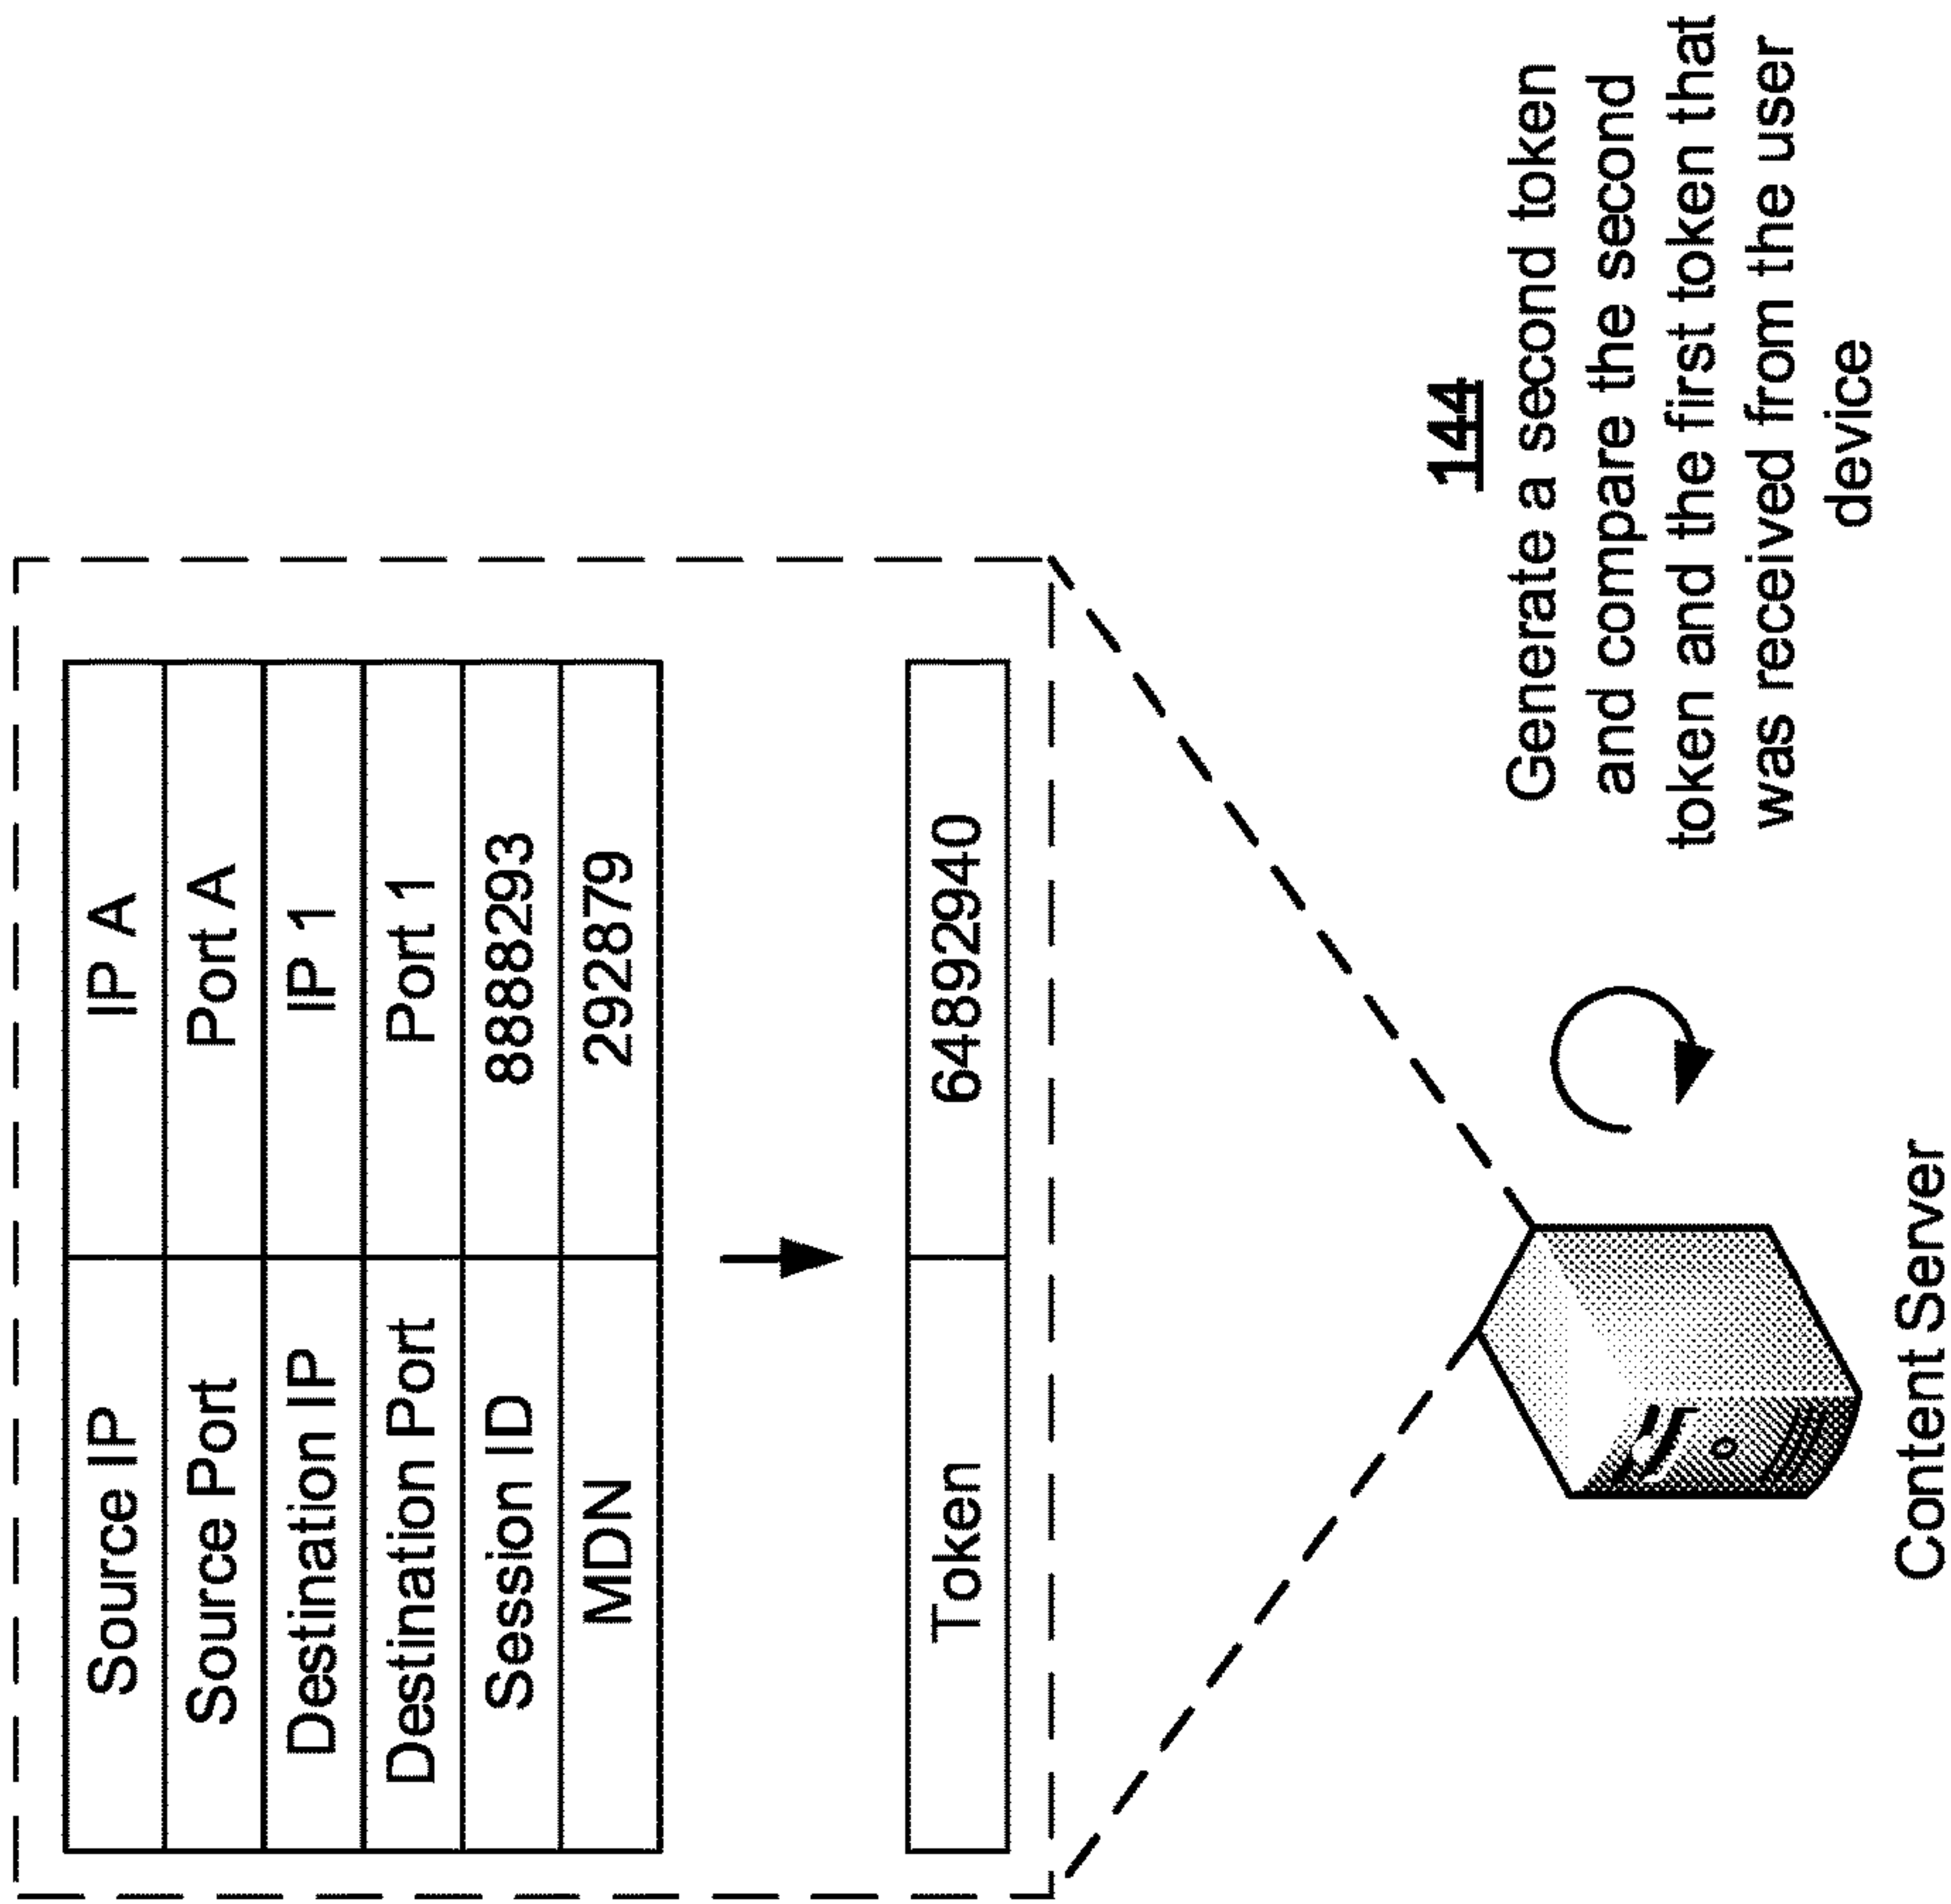 Source IP IP A
Source Port Port A
Destination IP IP 1
Destination Port Port 1
Session ID 8888293
MDN 292879
Token 64892940
144
Generate a second token
and compare the second
token and the first token that
was received from the user
device
Content Server